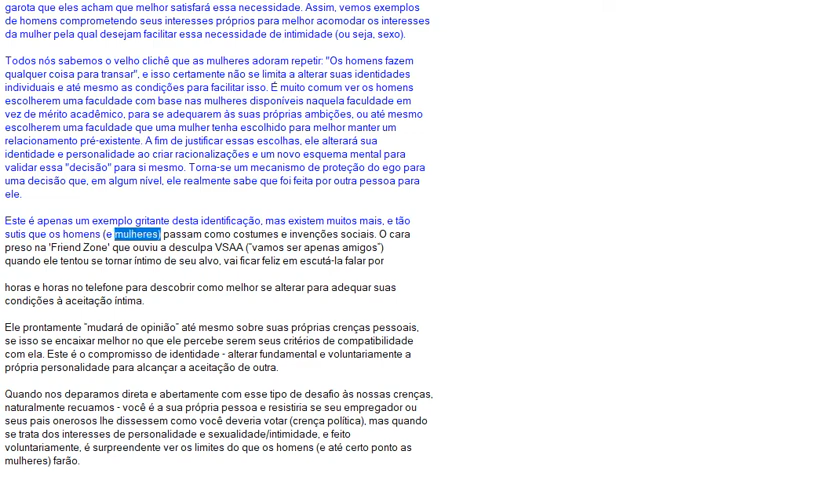 garota que eles acham que melhor satisfará essa necessidade. Assim, vemos exemplos
de homens comprometendo seus interesses próprios para melhor acomodar os interesses
da mulher pela qual desejam facilitar essa necessidade de intimidade (ou seja, sexo).
Todos nós sabemos o velho clichê que as mulheres adoram repetir: "Os homens fazem
qualquer coisa para transar", e isso certamente não se limita a alterar suas identidades
individuais e até mesmo as condições para facilitar isso. É muito comum ver os homens
escolherem uma faculdade com base nas mulheres disponíveis naquela faculdade em
vez de mérito acadêmico, para se adequarem às suas próprias ambições, ou até mesmo
escolherem uma faculdade que uma mulher tenha escolhido para melhor manter um
relacionamento pré-existente. A fim de justificar essas escolhas, ele alterará sua
identidade e personalidade ao criar racionalizações e um novo esquema mental para
validar essa "decisão" para si mesmo. Torna-se um mecanismo de proteção do ego para
uma decisão que, em algum nível, ele realmente sabe que foi feita por outra pessoa para
ele.
Este é apenas um exemplo gritante desta identificação, mas existem muitos mais, e tão
sutis que os homens (e mulheres) passam como costumes e invenções sociais. O cara
preso na 'Friend Zone' que ouviu a desculpa VSAA ("vamos ser apenas amigos")
quando ele tentou se tornar íntimo de seu alvo, vai ficar feliz em escutá-la falar por
horas e horas no telefone para descobrir como melhor se alterar para adequar suas
condições à aceitação íntima.
Ele prontamente "mudará de opinião" até mesmo sobre suas próprias crenças pessoais,
se isso se encaixar melhor no que ele percebe serem seus critérios de compatibilidade
com ela. Este é o compromisso de identidade - alterar fundamental e voluntariamente a
própria personalidade para alcançar a aceitação de outra.
Quando nos deparamos direta e abertamente com esse tipo de desafio às nossas crenças,
naturalmente recuamos - você é a sua própria pessoa e resistiria se seu empregador ou
seus pais onerosos lhe dissessem como você deveria votar (crença política), mas quando
se trata dos interesses de personalidade e sexualidade/intimidade, e feito
voluntariamente, é surpreendente ver os limites do que os homens (e até certo ponto as
mulheres) farão.